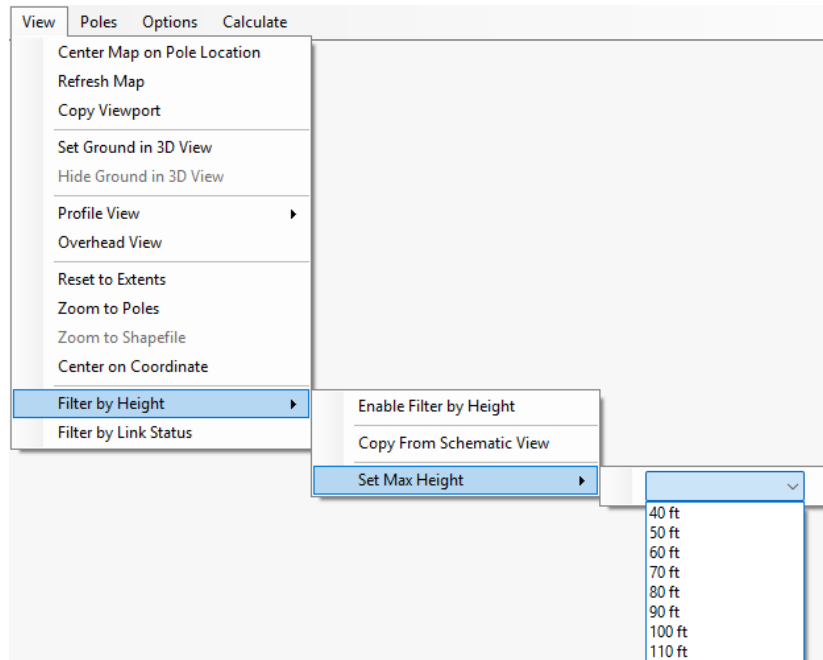 View Poles Options Calculate
Center Map on Pole Location
Refresh Map
Copy Viewport
Set Ground in 3D View
Hide Ground in 3D View
Profile View
Overhead View
Reset to Extents
Zoom to Poles
Zoom to Shapefile
Center on Coordinate
Filter by Height
Filter by Link Status
Enable Filter by Height
Copy From Schematic View
Set Max Height
40 ft
50 ft
60 ft
70 ft
80 ft
90 ft
100 ft
110 ft